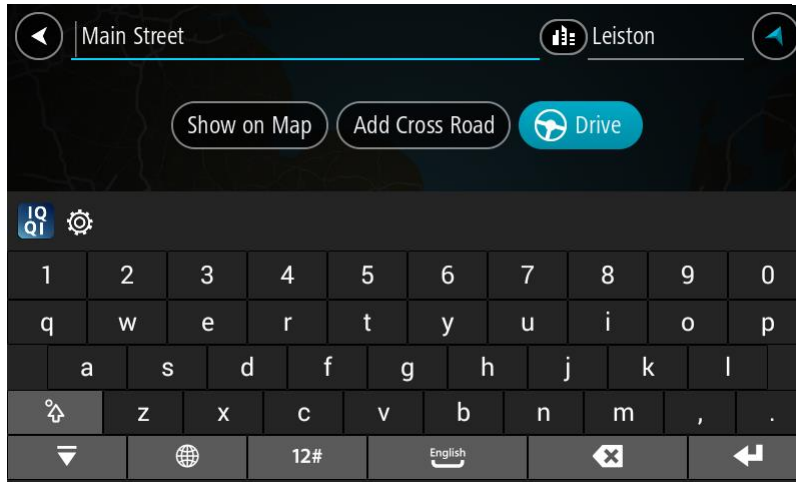 Main Street Leiston
Show on Map Add Cross Road Drive
IQ
QI
1 2 3 4 5 6 7 8 9 0
q w e r t y u i o p
a s d f g h j k l
z x c v b n m , .
12# English